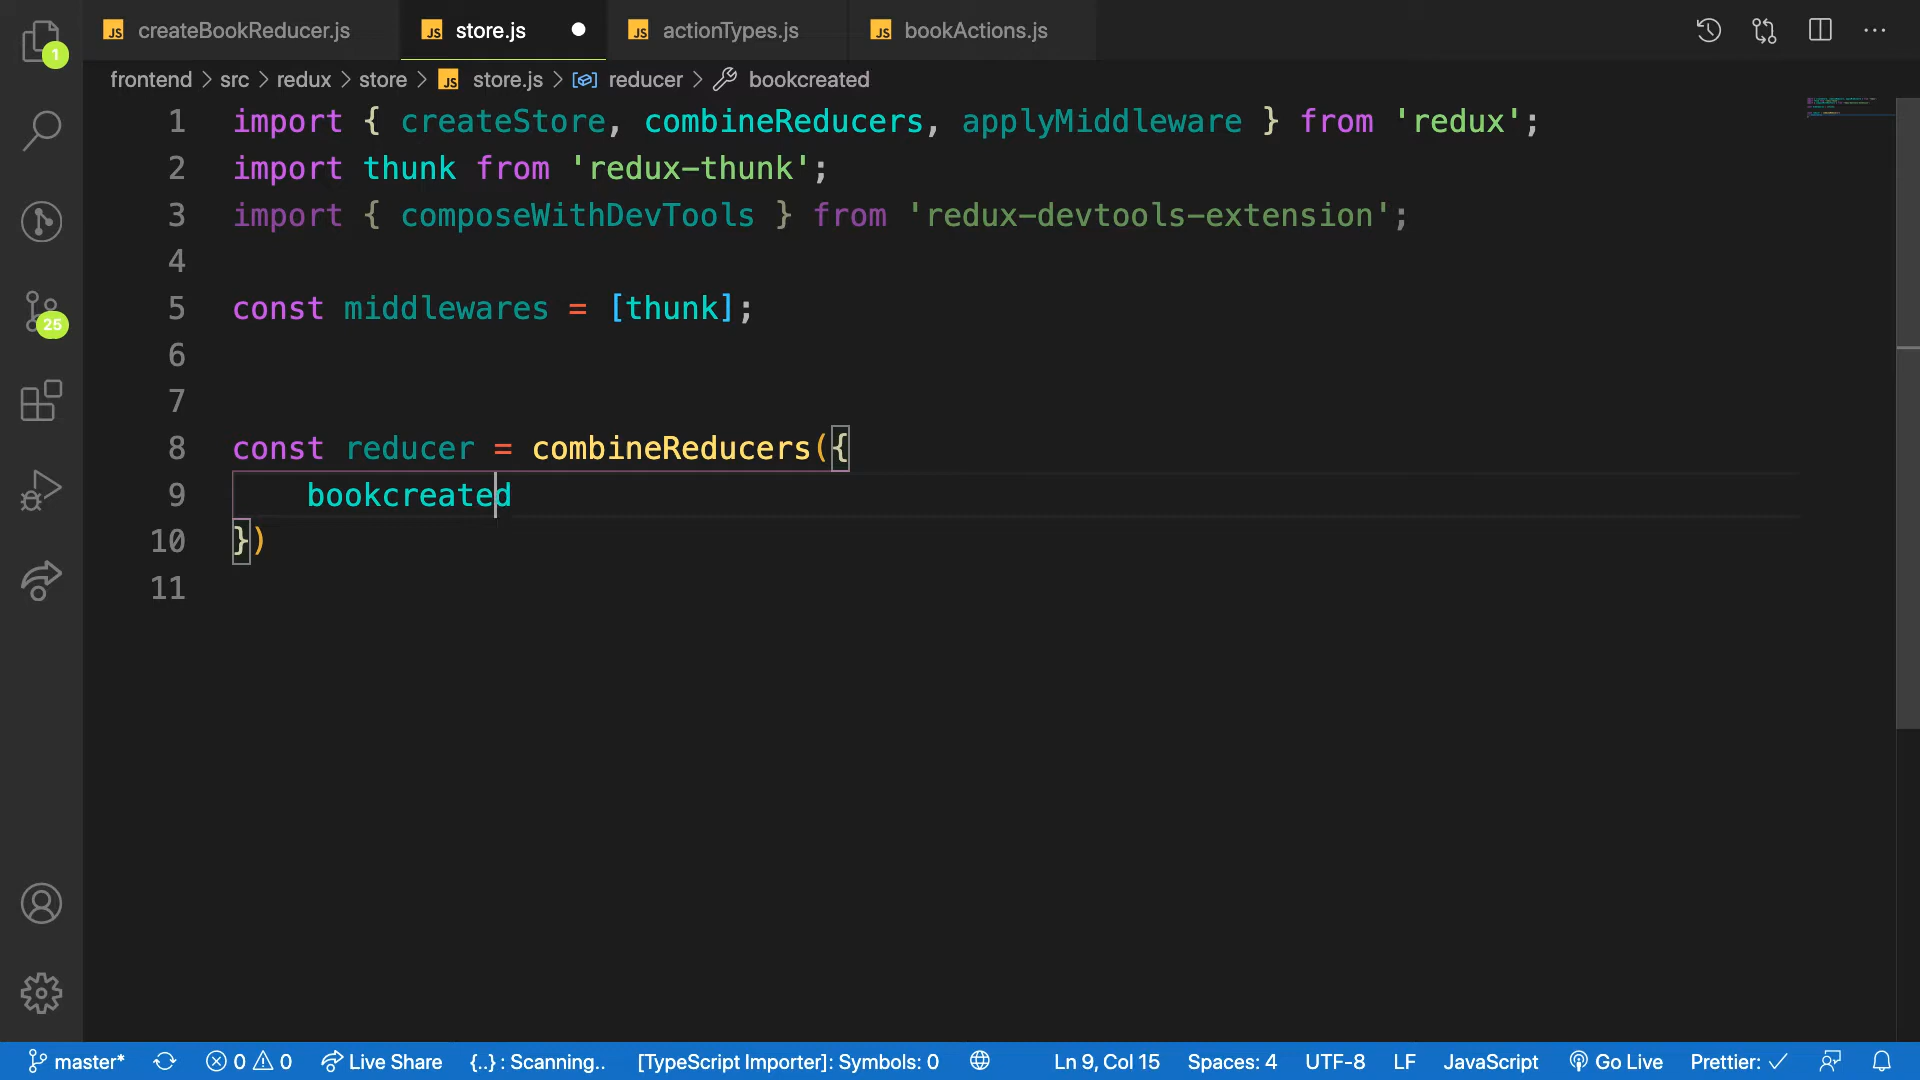 createBookReducer.js store.js actionTypes.js bookActions.js
1
frontend > src > redux > store > store.js > reducer > bookcreated
1 import { createStore, combineReducers, applyMiddleware } from 'redux';
2 import thunk from 'redux-thunk';
3 import { composeWithDevTools } from 'redux-devtools-extension';
4
5 const middlewares = [thunk];
25
6
7
8 const reducer = combineReducers({
9 bookcreated
10 })
11
master* 0 0 Live Share {..} : Scanning.. [TypeScript Importer]: Symbols: 0 Ln 9, Col 15 Spaces: 4 UTF-8 LF JavaScript Go Live Prettier: ✓